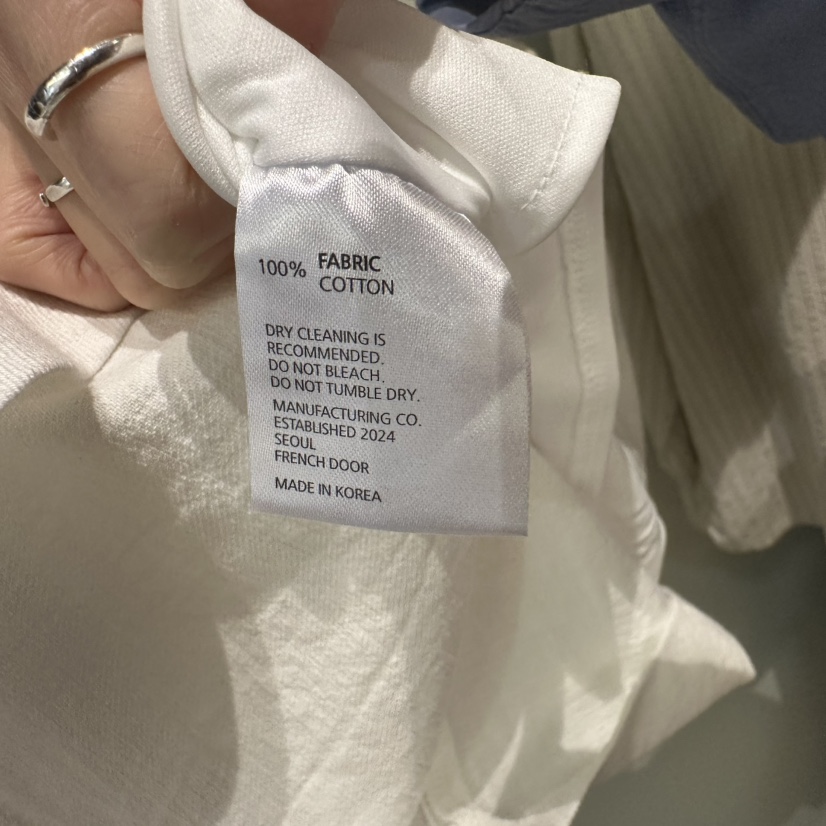 100% FABRIC
COTTON
DRY CLEANING IS
RECOMMENDED.
DO NOT BLEACH.
DO NOT TUMBLE DRY.
MANUFACTURING CO.
ESTABLISHED 2024
SEOUL
FRENCH DOOR
MADE IN KOREA